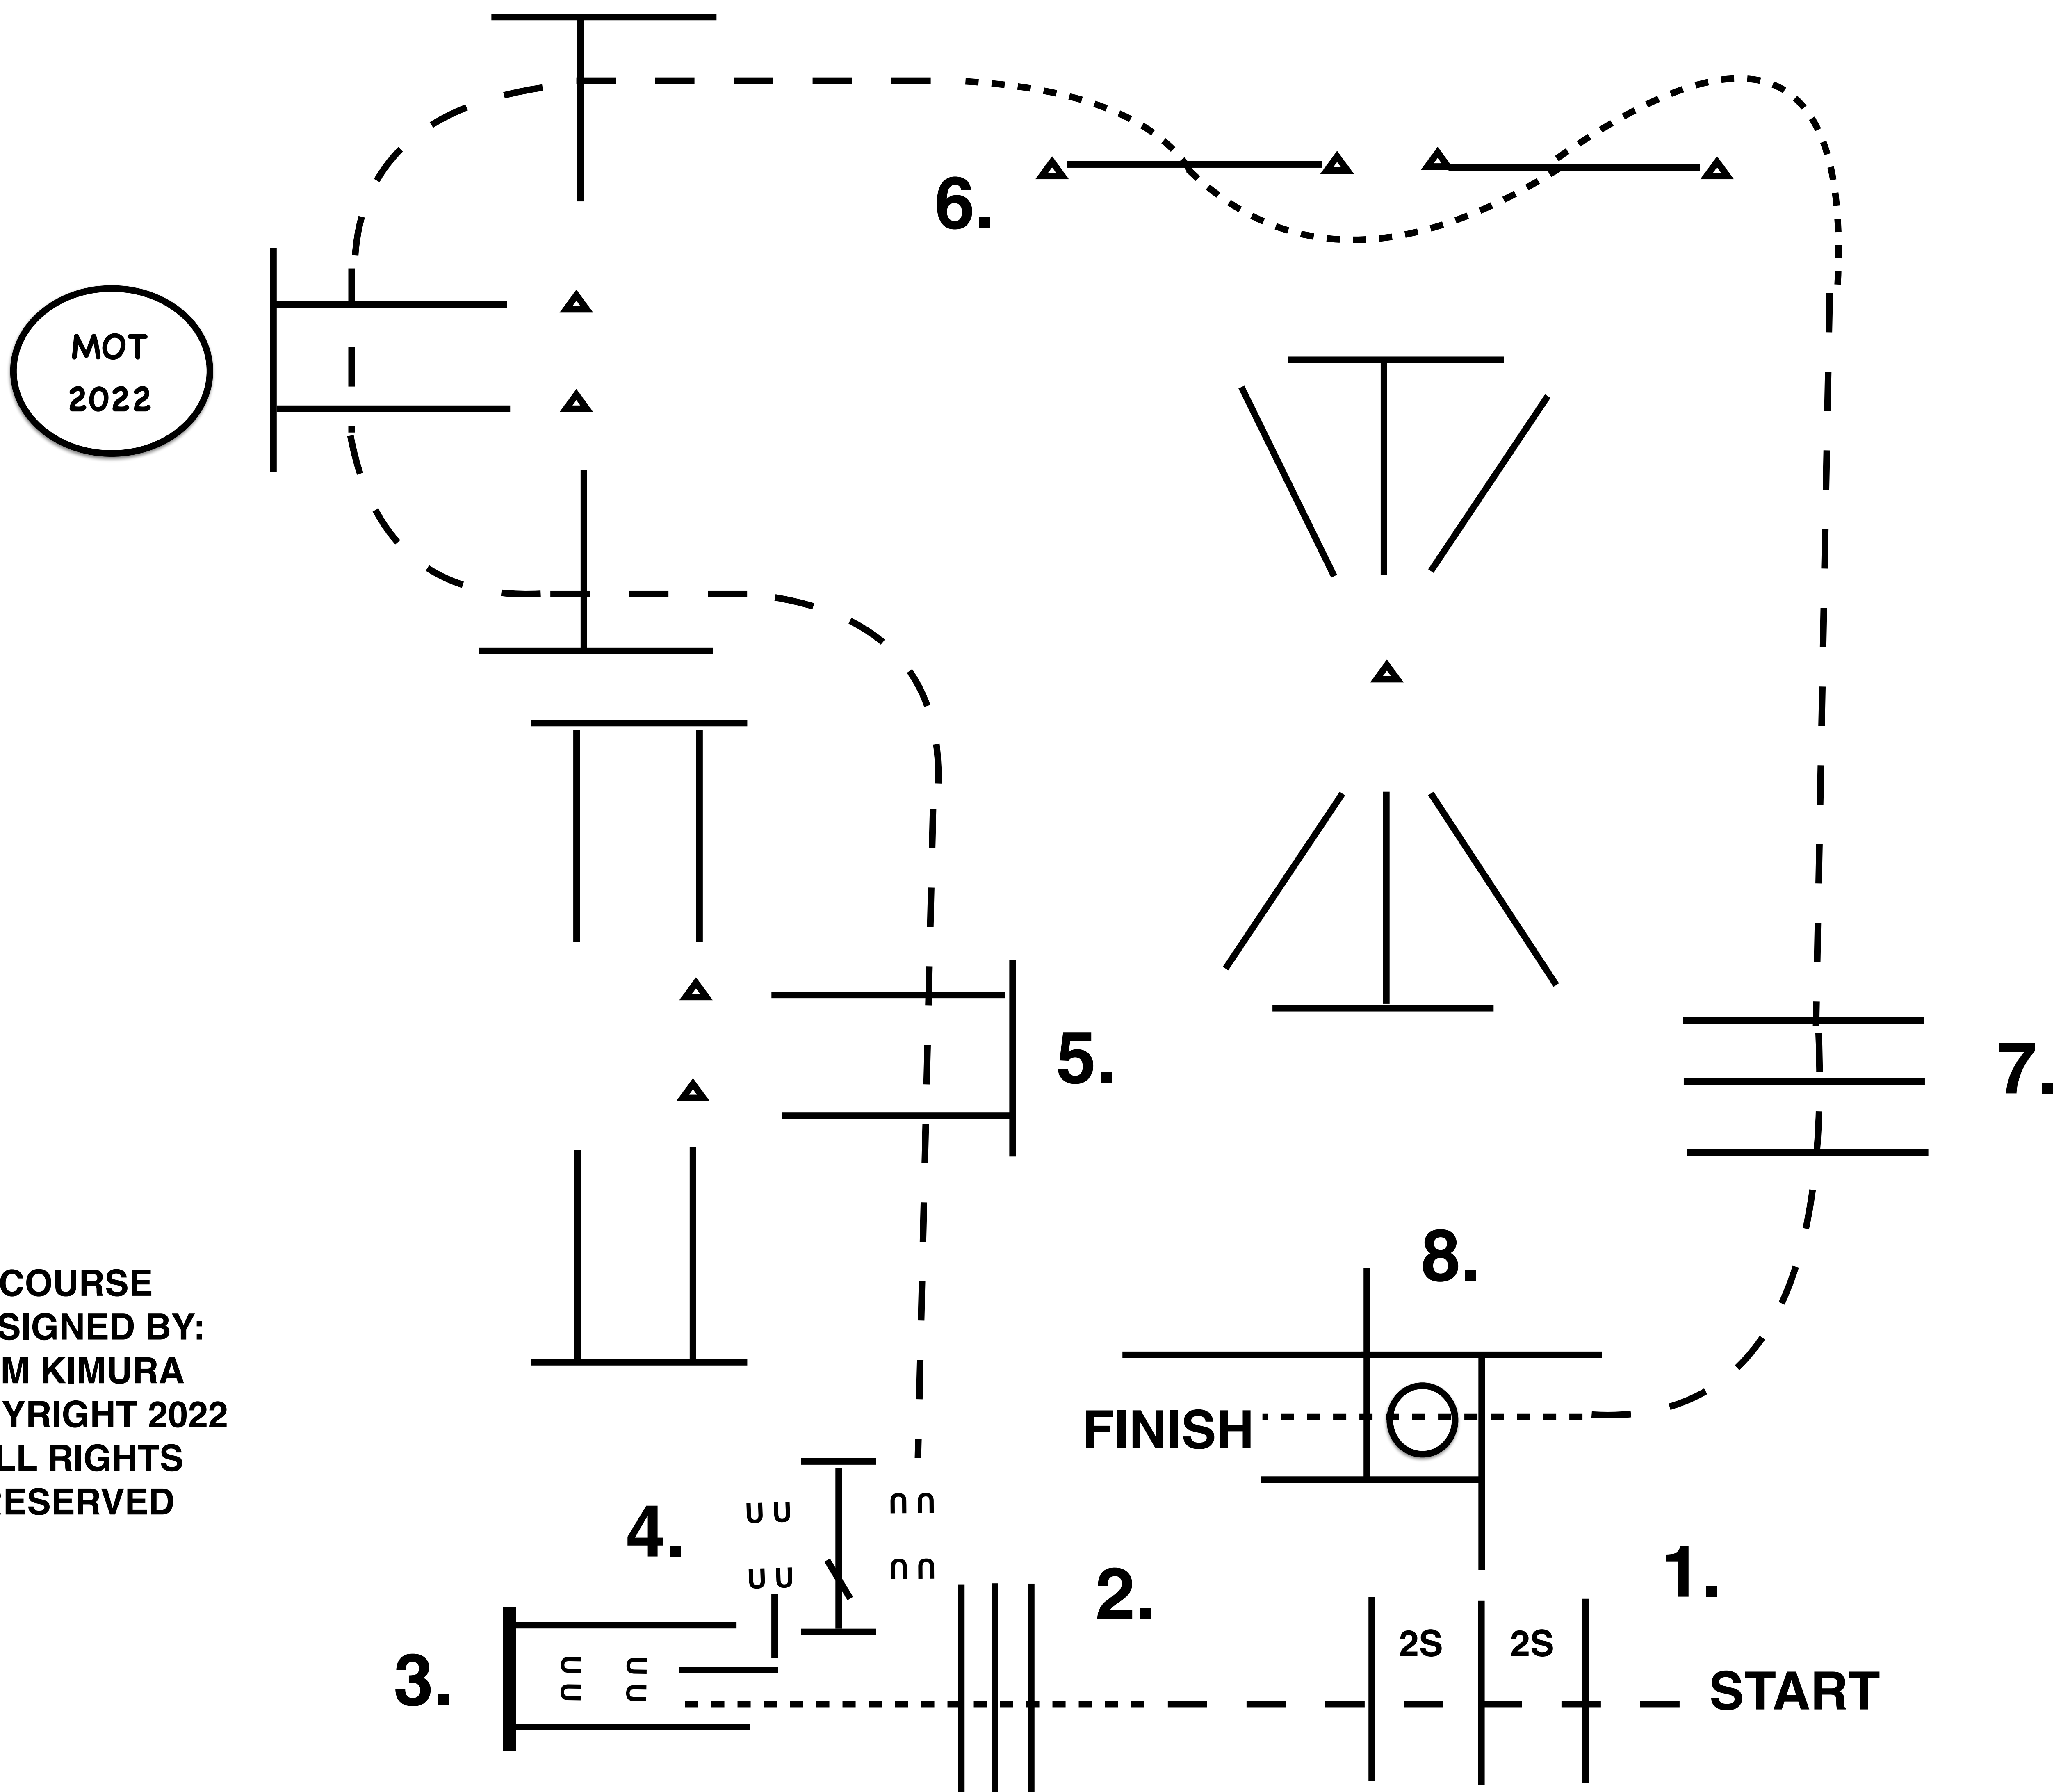 6.
MOT
2022
5.
7.
8.
COURSE
SIGNED BY:
M KIMURA
YRIGHT 2022
LL RIGHTS
RESERVED
FINISH
4.
2.
1.
2S 2S
3.
START